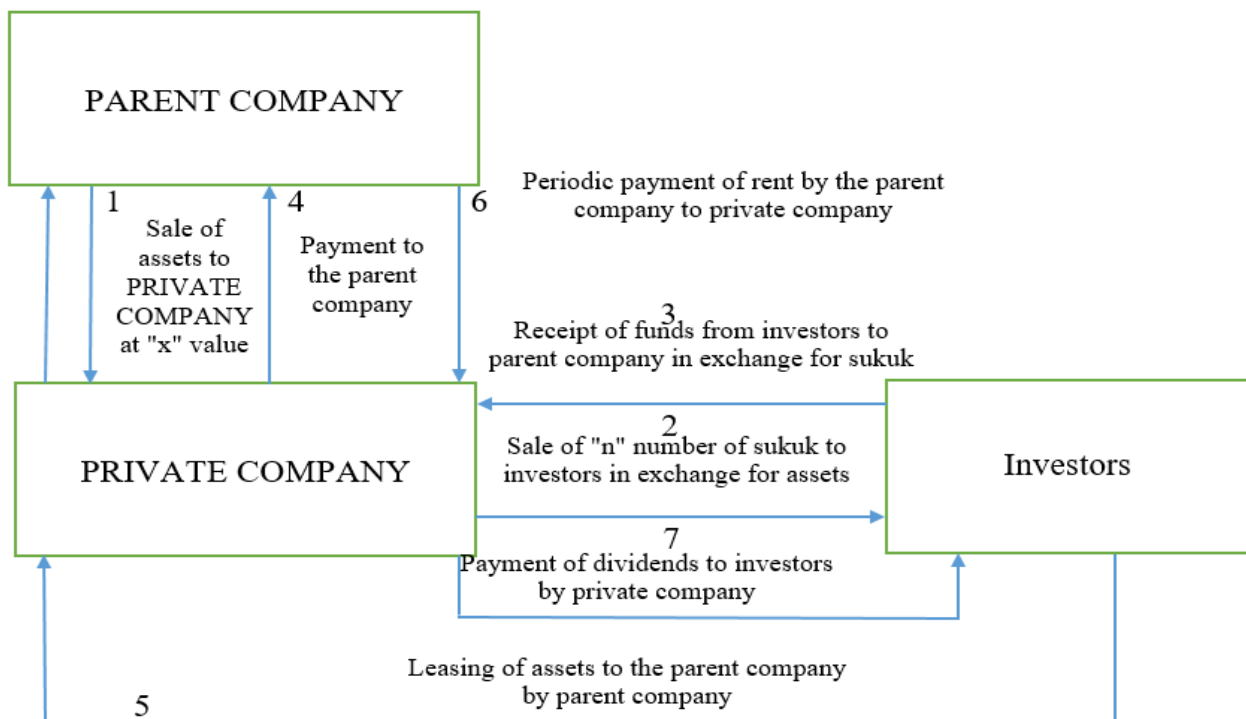 PARENT COMPANY
1
4
6
Sale of
assets to
PRIVATE
COMPANY
at "x" value
Payment to
the parent
company
Periodic payment of rent by the parent
company to private company
3
Receipt of funds from investors to
parent company in exchange for sukuk
2
Sale of "n" number of sukuk to
investors in exchange for assets
PRIVATE COMPANY
Investors
7
Payment of dividends to investors
by private company
Leasing of assets to the parent company
by parent company
5